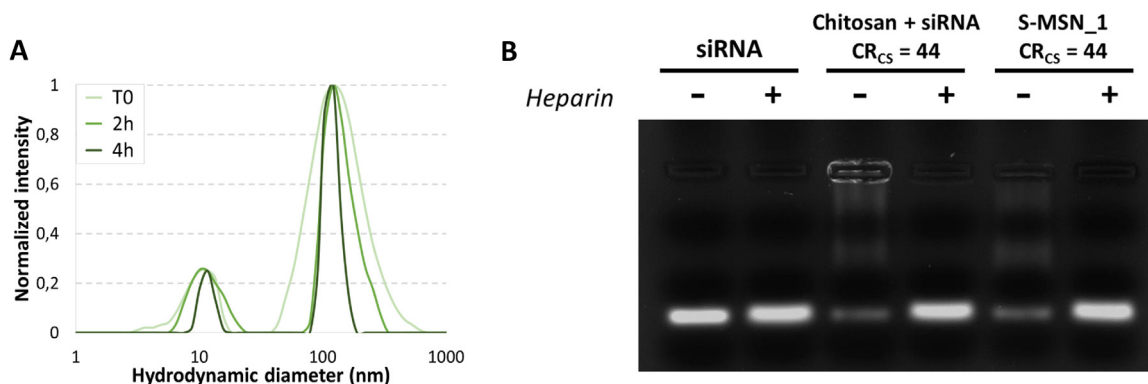 A
Normalized intensity
1
0,8
0,6
0,4
0,2
0
T0
2h
4h
1 10 100 1000
Hydrodynamic diameter (nm)
B
siRNA
Chitosan + siRNA
CRCS = 44
S-MSN_1
CRCS = 44
Heparin - + - + - +